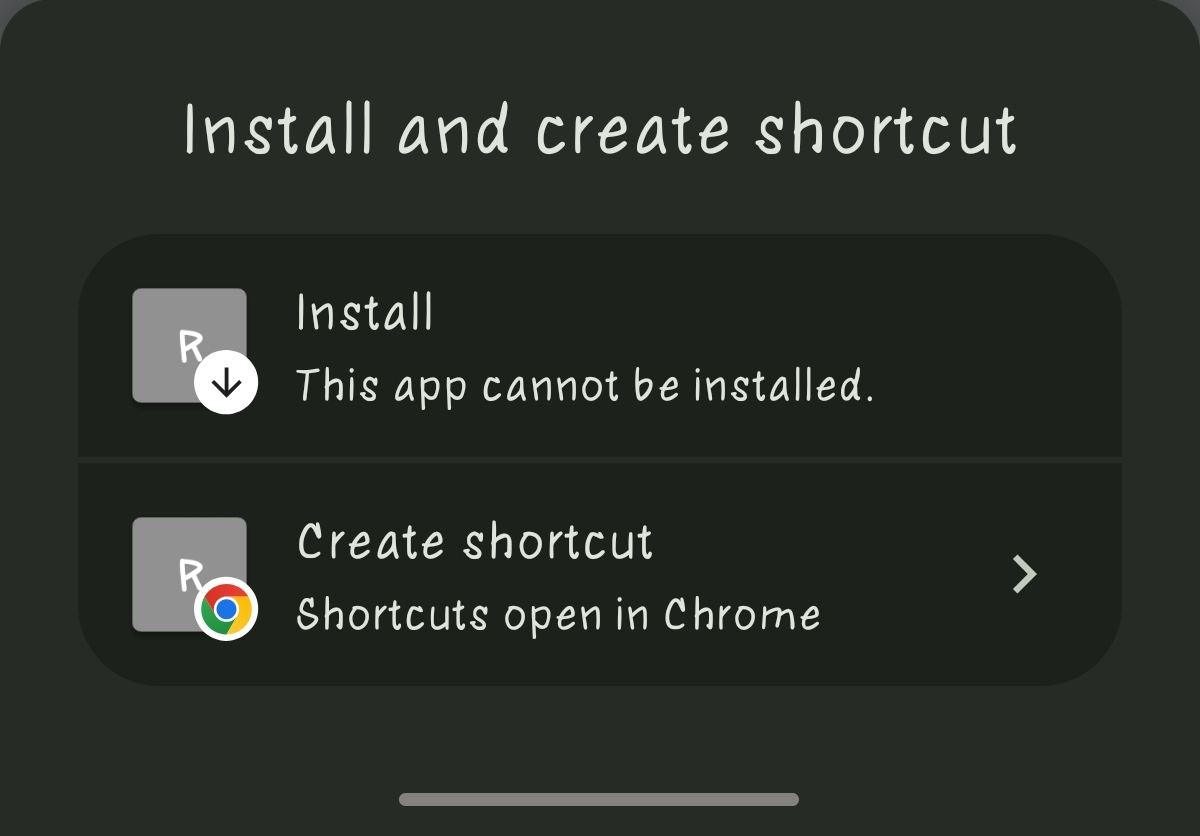 Install and create shortcut
R
Install
This app cannot be installed.
R
Create shortcut
Shortcuts open in Chrome